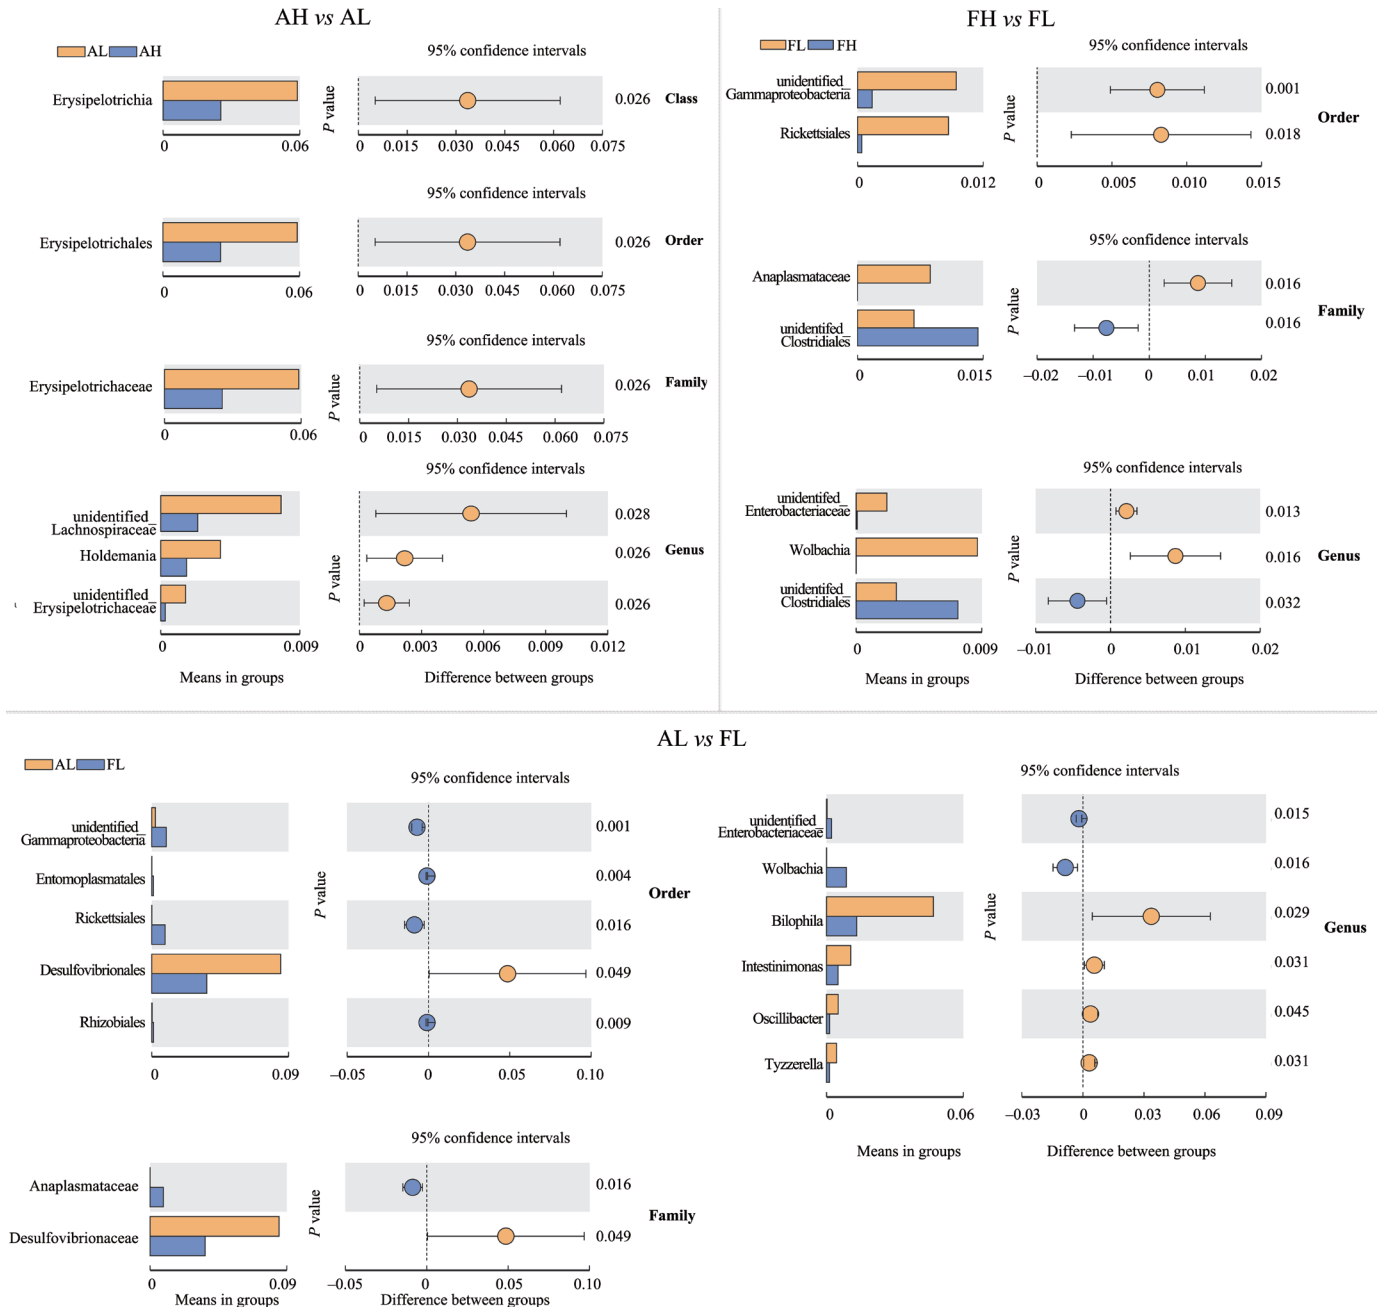 AH vs AL
AL AH
95% confidence intervals
Erysipelotrichia
P value
0.026 Class
0 0.06
0 0.015 0.030 0.045 0.060 0.075
95% confidence intervals
Erysipelotrichales
0.026 Order
0 0.06
0 0.015 0.030 0.045 0.060 0.075
95% confidence intervals
Erysipelotrichaceae
P value
0.026 Family
0 0.06
0 0.015 0.030 0.045 0.060 0.075
95% confidence intervals
unidentifed_
Lachnospiraceae
0.028
Holdemania
0.026 Genus
P value
unidentifled_
Erysipelotrichaceae
0.026
0 0.009
0 0.003 0.006 0.009 0.012
Means in groups
Difference between groups
FH vs FL
FL FH
95% confidence intervals
unidentified_
Gammaproteobacteria
0.001
P value
Order
Rickettsiales
0.018
0 0.012
0 0.005 0.010 0.015
95% confidence intervals
Anaplasmataceae
0.016
P value
Family
unidentifed_
Clostridiales
0.016
0 0.015
−0.02 −0.01 0 0.01 0.02
95% confidence intervals
unidentifed_
Enterobacteriaceae
0.013
Wolbachia
P value
0.016 Genus
unidentified_
Clostridiales
0.032
0 0.009
−0.01 0 0.01 0.02
Means in groups
Difference between groups
AL vs FL
AL FL
95% confidence intervals
unidentified_
Gammaproteobacteria
0.001
Entomoplasmatales
P value
0.004
Order
Rickettsiales
0.016
Desulfovibrionales
0.049
Rhizobiales
0.009
0 0.09
−0.05 0 0.05 0.10
95% confidence intervals
Anaplasmataceae
0.016
P value
Family
Desulfovibrionaceae
0.049
0 0.09
−0.05 0 0.05 0.10
Means in groups
Difference between groups
95% confidence intervals
unidentified_
Enterobacteriaceae
0.015
Wolbachia
0.016
Bilophila
P value
0.029
Genus
Intestinimonas
0.031
Oscillibacter
0.045
Tyzzerella
0.031
0 0.06
−0.03 0 0.03 0.06 0.09
Means in groups
Difference between groups